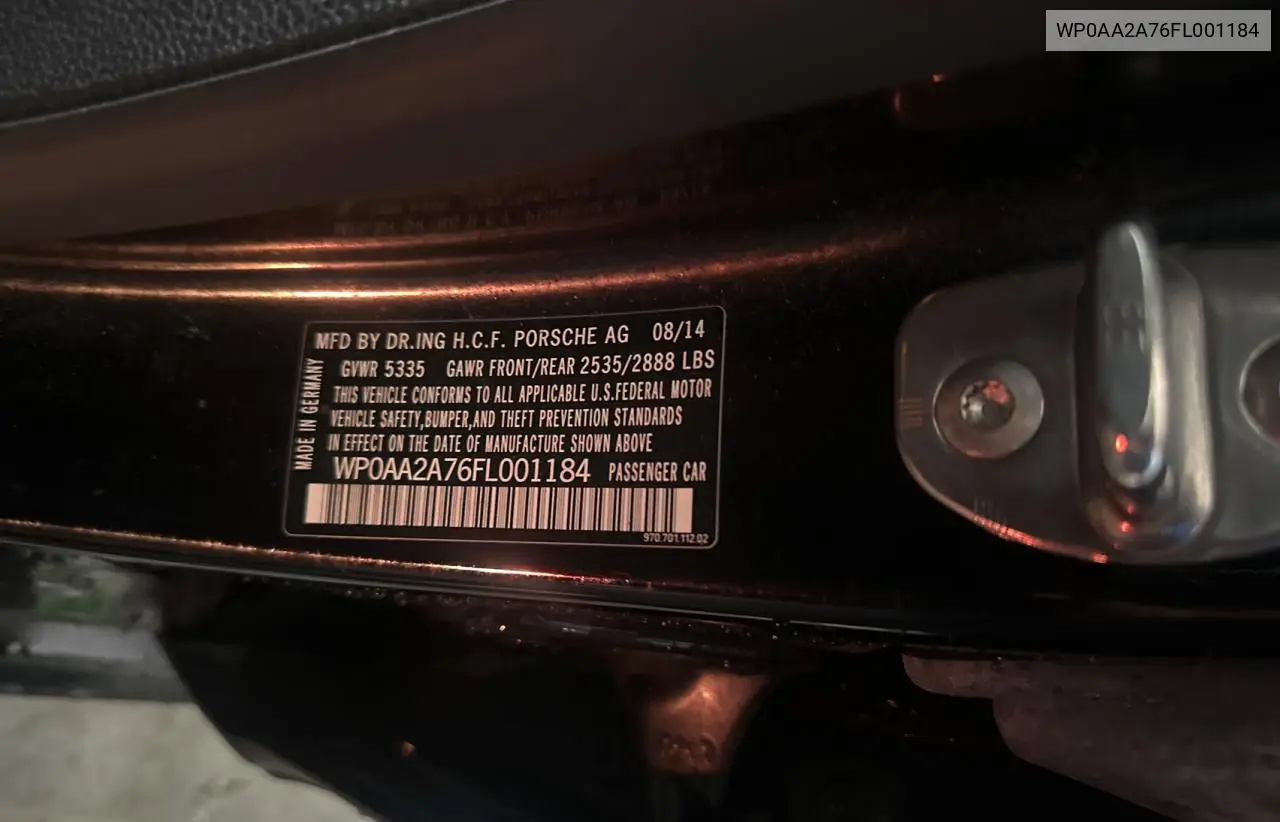 WP0AA2A76FL001184
MFD BY DR.ING H.C.F. PORSCHE AG 08/14
GVWR 5335 GAWR FRONT/REAR 2535/2888 LBS
THIS VEHICLE CONFORMS TO ALL APPLICABLE U.S.FEDERAL MOTOR
VEHICLE SAFETY,BUMPER,AND THEFT PREVENTION STANDARDS
IN EFFECT ON THE DATE OF MANUFACTURE SHOWN ABOVE
WP0AA2A76FL001184 PASSENGER CAR
970.701.112.02
MADE IN GERMANY